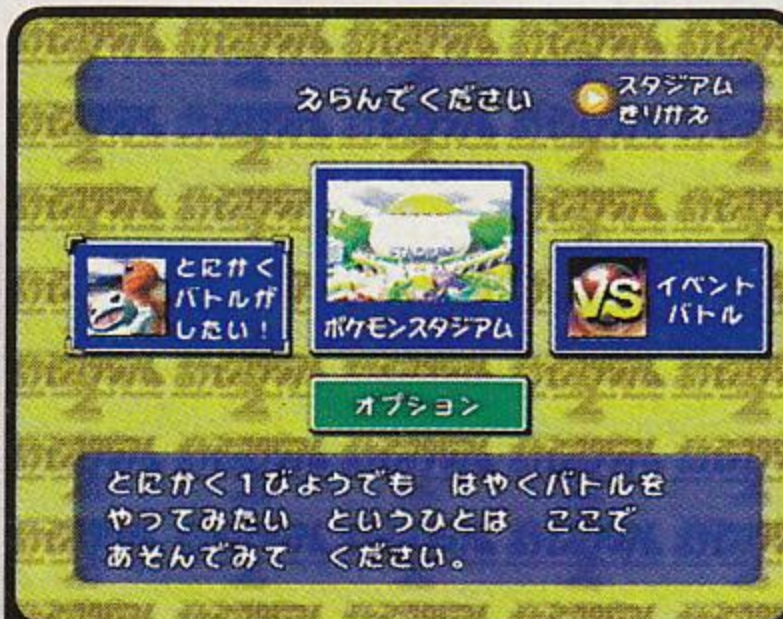 えらんでください
スタジアム
きりかえ
とにかく
バトルが
したい!
ポケモンスタジアム
VS
イベント
バトル
オプション
とにかく1びょうでも はやくバトルを
やってみたい というひとは ここで
あそんでみて ください。